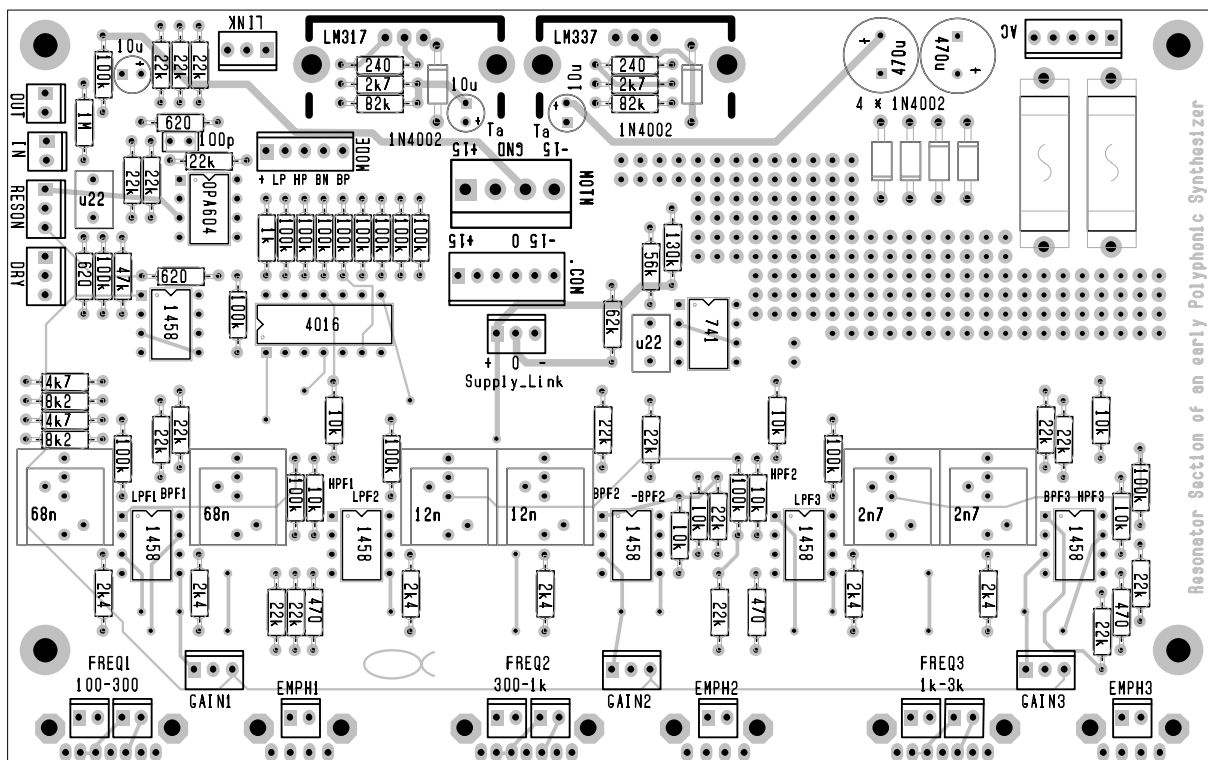 LINK
LM317
LM337
AC
10u
22k
22k
22k
100k
240
2k7
82k
10u
10u
240
2k7
82k
470u
470u
OUT
1M
620
100p
1N4002
Ta
Ta
1N4002
4 * 1N4002
IN
22k
MODE
+15 GND -15
RESON
22k
22k
u22
OPA604
+ LP HP BN BP
MOTM
DRY
820
100k
47k
620
1k
100k
100k
100k
100k
100k
100k
100k
+15 0 -15
.CON
56k
130k
100k
1458
4016
62k
u22
741
+ 0 -
Supply_Link
Resonator Section of an early Polyphonic Synthesizer
4k7
8k2
4k7
8k2
100k
22k
22k
10k
100k
22k
22k
10k
100k
22k
22k
10k
LPF1
BPF1
HPF1
LPF2
BPF2
-BPF2
HPF2
LPF3
BPF3
HPF3
68n
1458
68n
100k
10k
1458
12n
12n
1458
10k
10k
22k
100k
10k
1458
2n7
2n7
1458
10k
100k
2k4
2k4
22k
22k
470
2k4
2k4
22k
470
2k4
2k4
22k
470
22k
FREQ1
100-300
GAIN1
EMPH1
FREQ2
300-1k
GAIN2
EMPH2
FREQ3
1k-3k
GAIN3
EMPH3